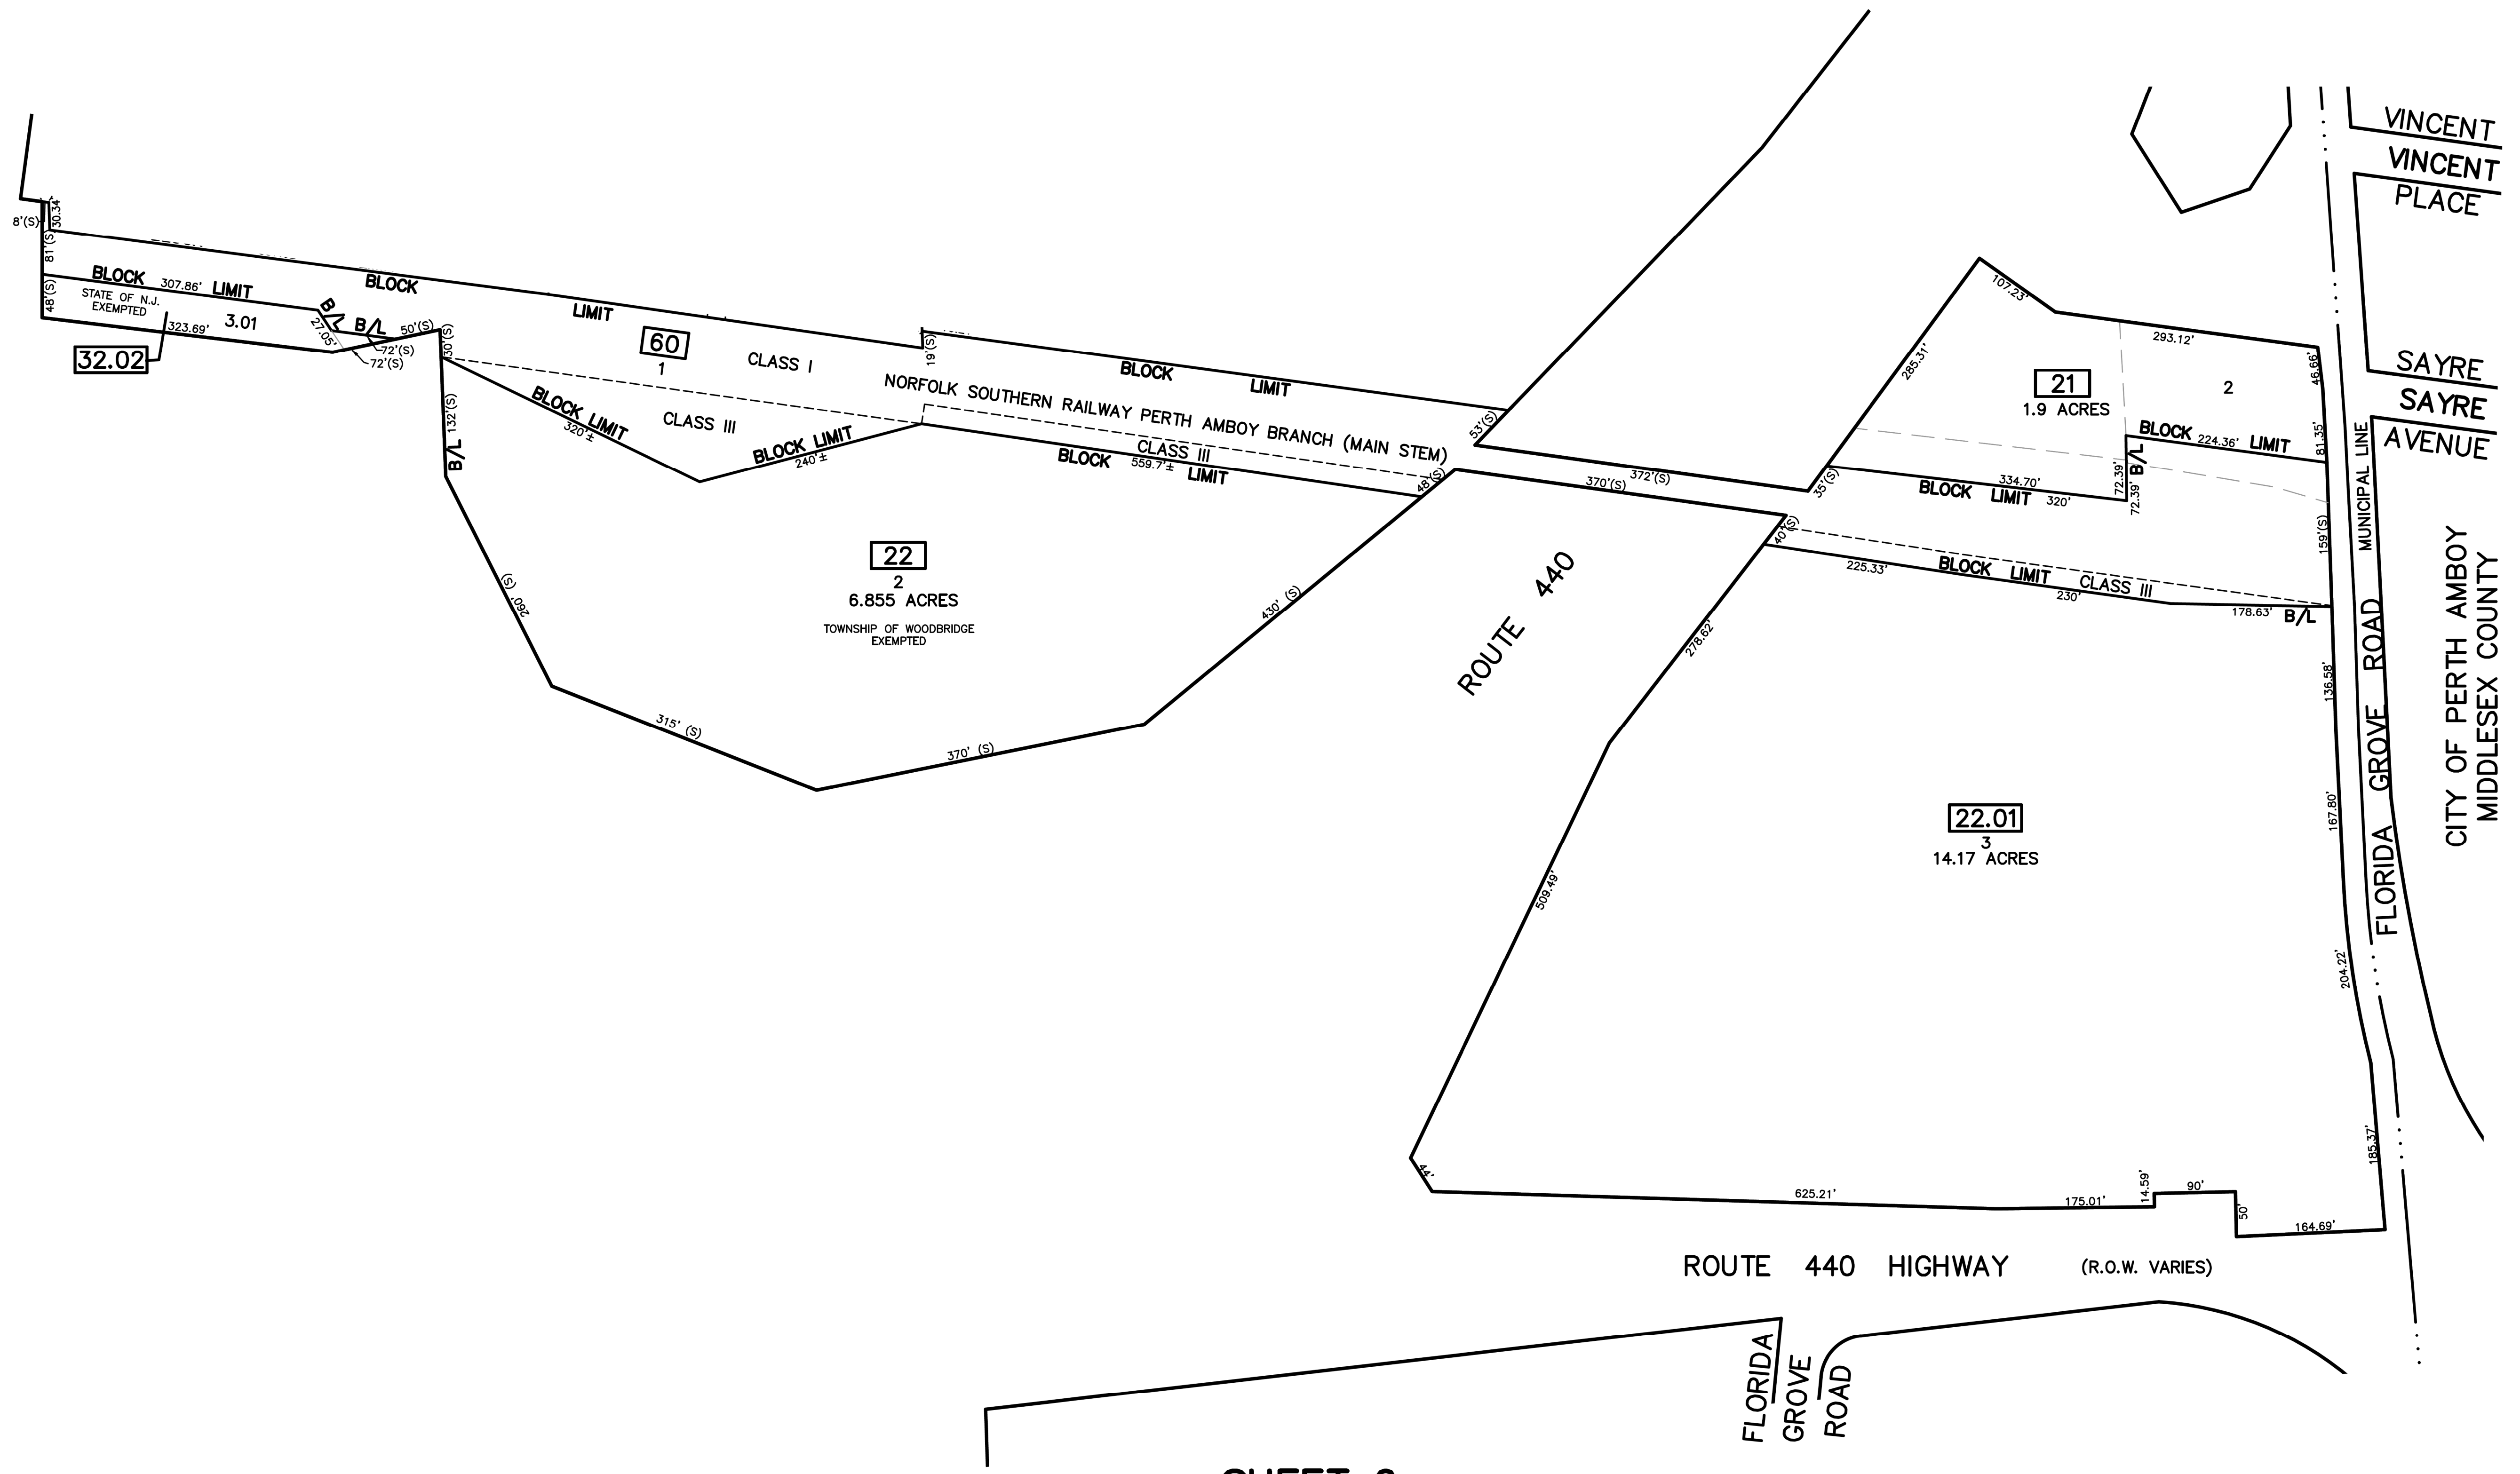 VINCENT
VINCENT
PLACE
8'(S)
30.34
81'(S)
48'(S)
BLOCK 307.86' LIMIT
STATE OF N.J.
EXEMPTED
3.01
323.69'
32.02
B/L
27.05'
B/L
50'(S)
72'(S)
72'(S)
30'(S)
BLOCK
LIMIT
60
1
CLASS I
19'(S)
BLOCK
LIMIT
NORFOLK SOUTHERN RAILWAY PERTH AMBOY BRANCH (MAIN STEM)
132'(S)
B/L
BLOCK LIMIT
320'±
CLASS III
BLOCK LIMIT
240'±
CLASS III
BLOCK 559.7'± LIMIT
48'(S)
53'(S)
372'(S)
370'(S)
35'(S)
40'(S)
107.23'
293.12'
285.31'
46.66'
21
1.9 ACRES
2
SAYRE
SAYRE
AVENUE
BLOCK 224.36' LIMIT
81.35'
B/L
72.39'
72.39'
334.70'
BLOCK LIMIT 320'
159'(S)
MUNICIPAL LINE
225.33'
BLOCK LIMIT
CLASS III
230'
178.63'
B/L
22
2
6.855 ACRES
TOWNSHIP OF WOODBRIDGE
EXEMPTED
260' (S)
315' (S)
370' (S)
430' (S)
ROUTE 440
278.62'
509.49'
44'
22.01
3
14.17 ACRES
136.58'
167.80'
204.22'
185.37'
FLORIDA GROVE ROAD
CITY OF PERTH AMBOY
MIDDLESEX COUNTY
625.21'
175.01'
14.59'
90'
50'
164.69'
ROUTE 440 HIGHWAY (R.O.W. VARIES)
FLORIDA
GROVE
ROAD